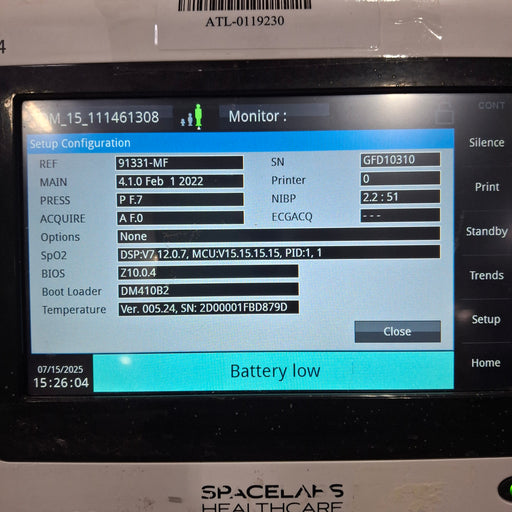 ATL-0119230
4
M_15_111461308 Monitor :
CONT
Setup Configuration
REF 91331-MF SN GFD10310
MAIN 4.1.0 Feb 1 2022 Printer 0
PRESS P F.7 NIBP 2.2 : 51
ACQUIRE A F.0 ECGACQ - - -
Options None
SpO2 DSP:V7.12.0.7, MCU:V15.15.15.15, PID:1, 1
BIOS Z10.0.4
Boot Loader DM410B2
Temperature Ver. 005.24, SN: 2D00001FBD879D
Close
Silence
Print
Standby
Trends
Setup
Home
07/15/2025
15:26:04
Battery low
SPACELABS
HEALTHCARE